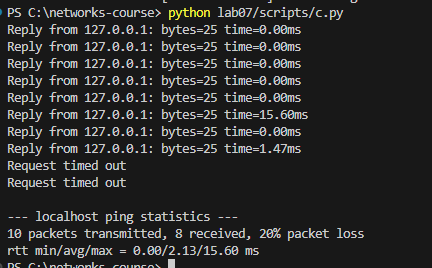 PS C:\networks-course> python lab07/scripts/c.py
Reply from 127.0.0.1: bytes=25 time=0.00ms
Reply from 127.0.0.1: bytes=25 time=0.00ms
Reply from 127.0.0.1: bytes=25 time=0.00ms
Reply from 127.0.0.1: bytes=25 time=0.00ms
Reply from 127.0.0.1: bytes=25 time=0.00ms
Reply from 127.0.0.1: bytes=25 time=15.60ms
Reply from 127.0.0.1: bytes=25 time=0.00ms
Reply from 127.0.0.1: bytes=25 time=1.47ms
Request timed out
Request timed out
--- localhost ping statistics ---
10 packets transmitted, 8 received, 20% packet loss
rtt min/avg/max = 0.00/2.13/15.60 ms
PS C:\networks-course>